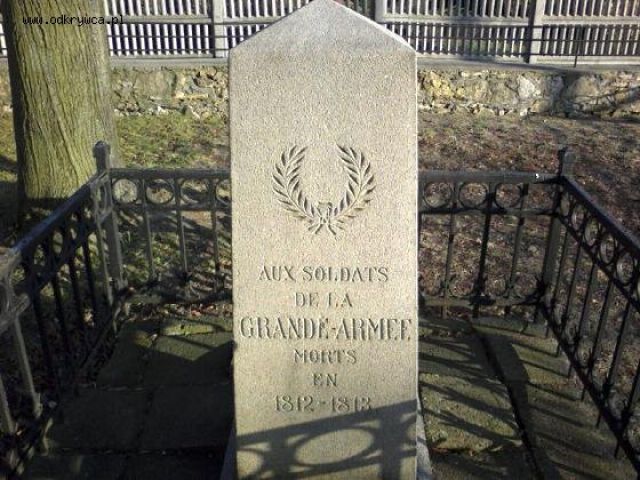 www.odkrywca.pl
AUX SOLDATS
DE LA
GRANDE-ARMEE
MORTS
EN
1812-1813